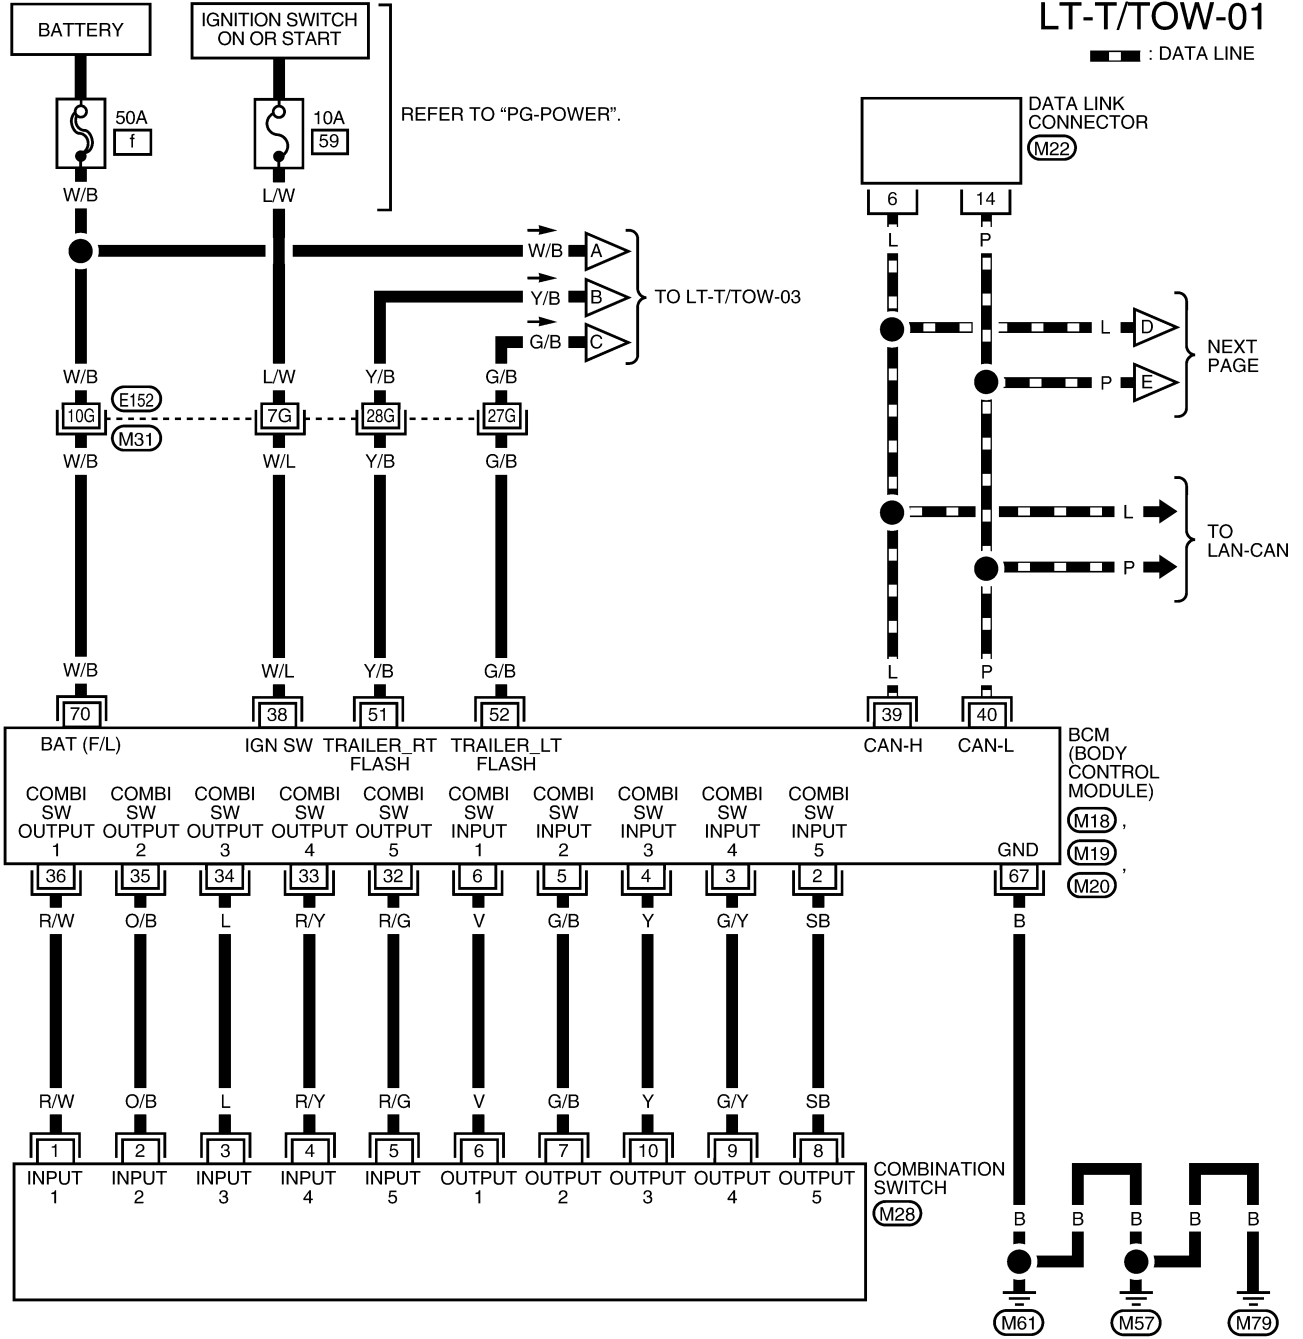 LT-T/TOW-01
: DATA LINE
BATTERY
IGNITION SWITCH
ON OR START
50A
f
10A
59
REFER TO “PG-POWER”.
DATA LINK
CONNECTOR
M22
6
14
W/B
L/W
L
P
W/B
A
Y/B
B
G/B
C
TO LT-T/TOW-03
L
D
P
E
NEXT
PAGE
W/B
L/W
Y/B
G/B
10G
E152
7G
28G
27G
M31
W/B
W/L
Y/B
G/B
L
P
TO
LAN-CAN
W/B
W/L
Y/B
G/B
L
P
70
38
51
52
39
40
BAT (F/L)
IGN SW
TRAILER_RT
FLASH
TRAILER_LT
FLASH
CAN-H
CAN-L
BCM
(BODY
CONTROL
MODULE)
M18 ,
M19 ,
M20
COMBI
SW
OUTPUT
1
COMBI
SW
OUTPUT
2
COMBI
SW
OUTPUT
3
COMBI
SW
OUTPUT
4
COMBI
SW
OUTPUT
5
COMBI
SW
INPUT
1
COMBI
SW
INPUT
2
COMBI
SW
INPUT
3
COMBI
SW
INPUT
4
COMBI
SW
INPUT
5
GND
36
35
34
33
32
6
5
4
3
2
67
R/W
O/B
L
R/Y
R/G
V
G/B
Y
G/Y
SB
B
R/W
O/B
L
R/Y
R/G
V
G/B
Y
G/Y
SB
1
2
3
4
5
6
7
10
9
8
INPUT
1
INPUT
2
INPUT
3
INPUT
4
INPUT
5
OUTPUT
1
OUTPUT
2
OUTPUT
3
OUTPUT
4
OUTPUT
5
COMBINATION
SWITCH
M28
B
B
B
B
B
M61
M57
M79